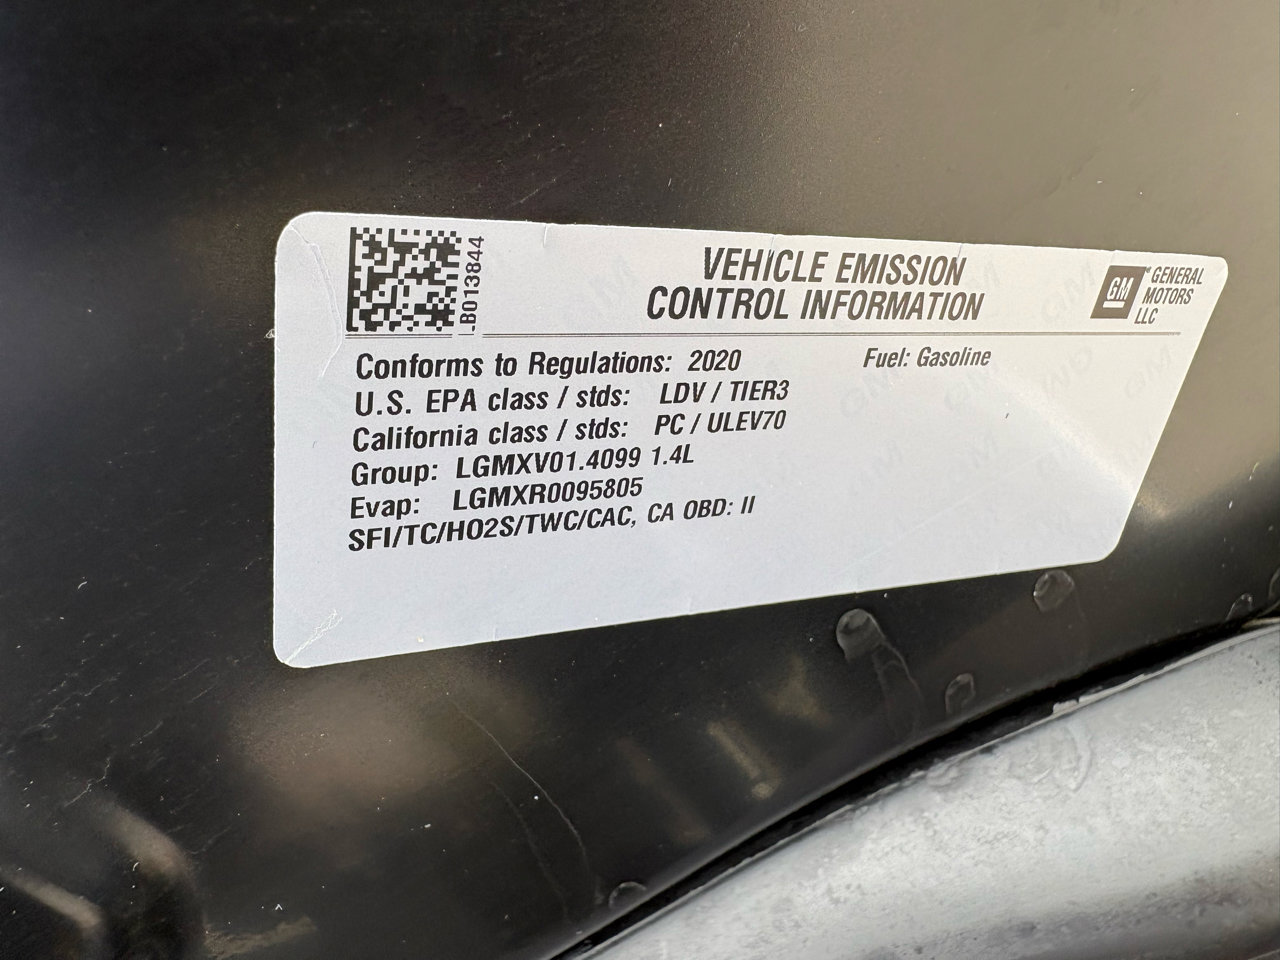 LB013844
VEHICLE EMISSION
CONTROL INFORMATION
GM
GENERAL
MOTORS
LLC
Conforms to Regulations: 2020
Fuel: Gasoline
U.S. EPA class / stds: LDV / TIER3
California class / stds: PC / ULEV70
Group: LGMXV01.4099 1.4L
Evap: LGMXR0095805
SFI/TC/HO2S/TWC/CAC, CA OBD: II